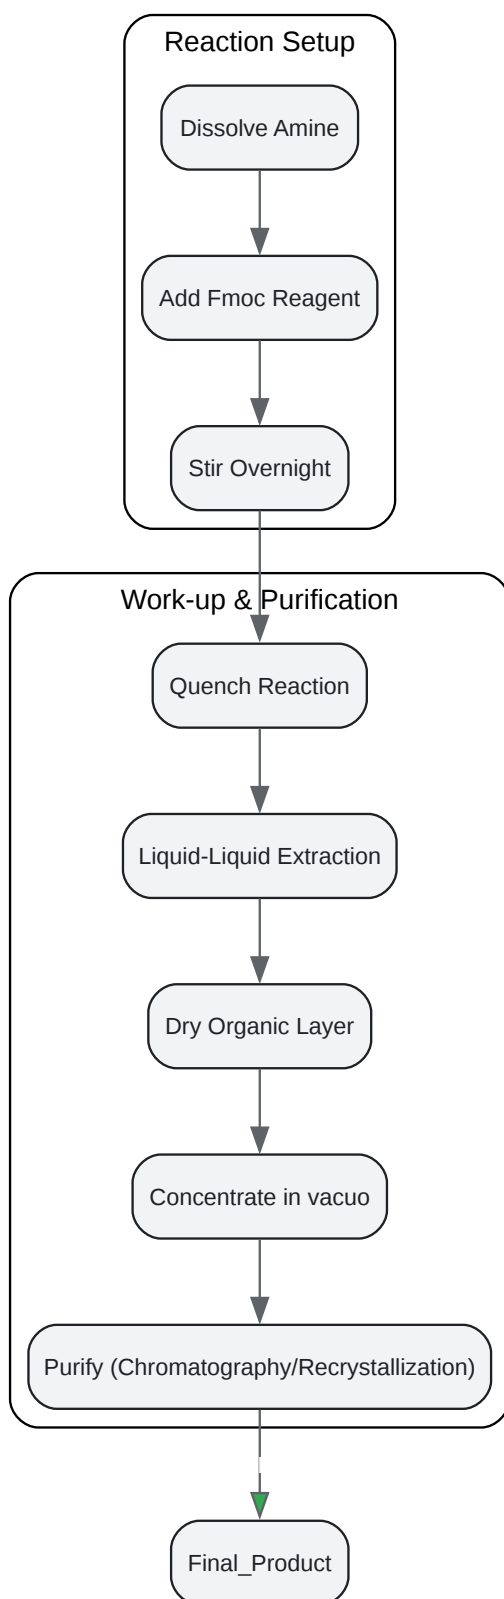 Reaction Setup
Dissolve Amine
Add Fmoc Reagent
Stir Overnight
Work-up & Purification
Quench Reaction
Liquid-Liquid Extraction
Dry Organic Layer
Concentrate in vacuo
Purify (Chromatography/Recrystallization)
Final_Product